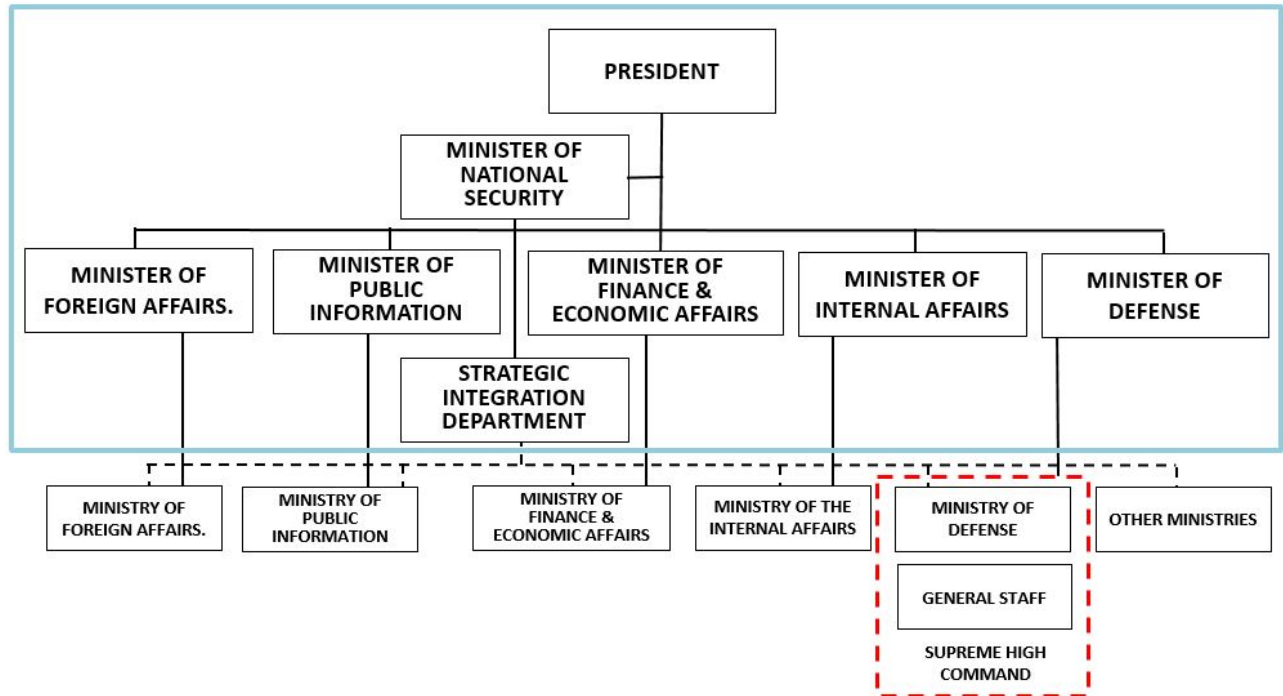 PRESIDENT
MINISTER OF
NATIONAL
SECURITY
MINISTER OF
FOREIGN AFFAIRS.
MINISTER OF
PUBLIC
INFORMATION
MINISTER OF
FINANCE &
ECONOMIC AFFAIRS
MINISTER OF
INTERNAL AFFAIRS
MINISTER OF
DEFENSE
STRATEGIC
INTEGRATION
DEPARTMENT
MINISTRY OF
FOREIGN AFFAIRS.
MINISTRY OF
PUBLIC
INFORMATION
MINISTRY OF
FINANCE &
ECONOMIC AFFAIRS
MINISTRY OF THE
INTERNAL AFFAIRS
MINISTRY OF
DEFENSE
OTHER MINISTRIES
GENERAL STAFF
SUPREME HIGH
COMMAND